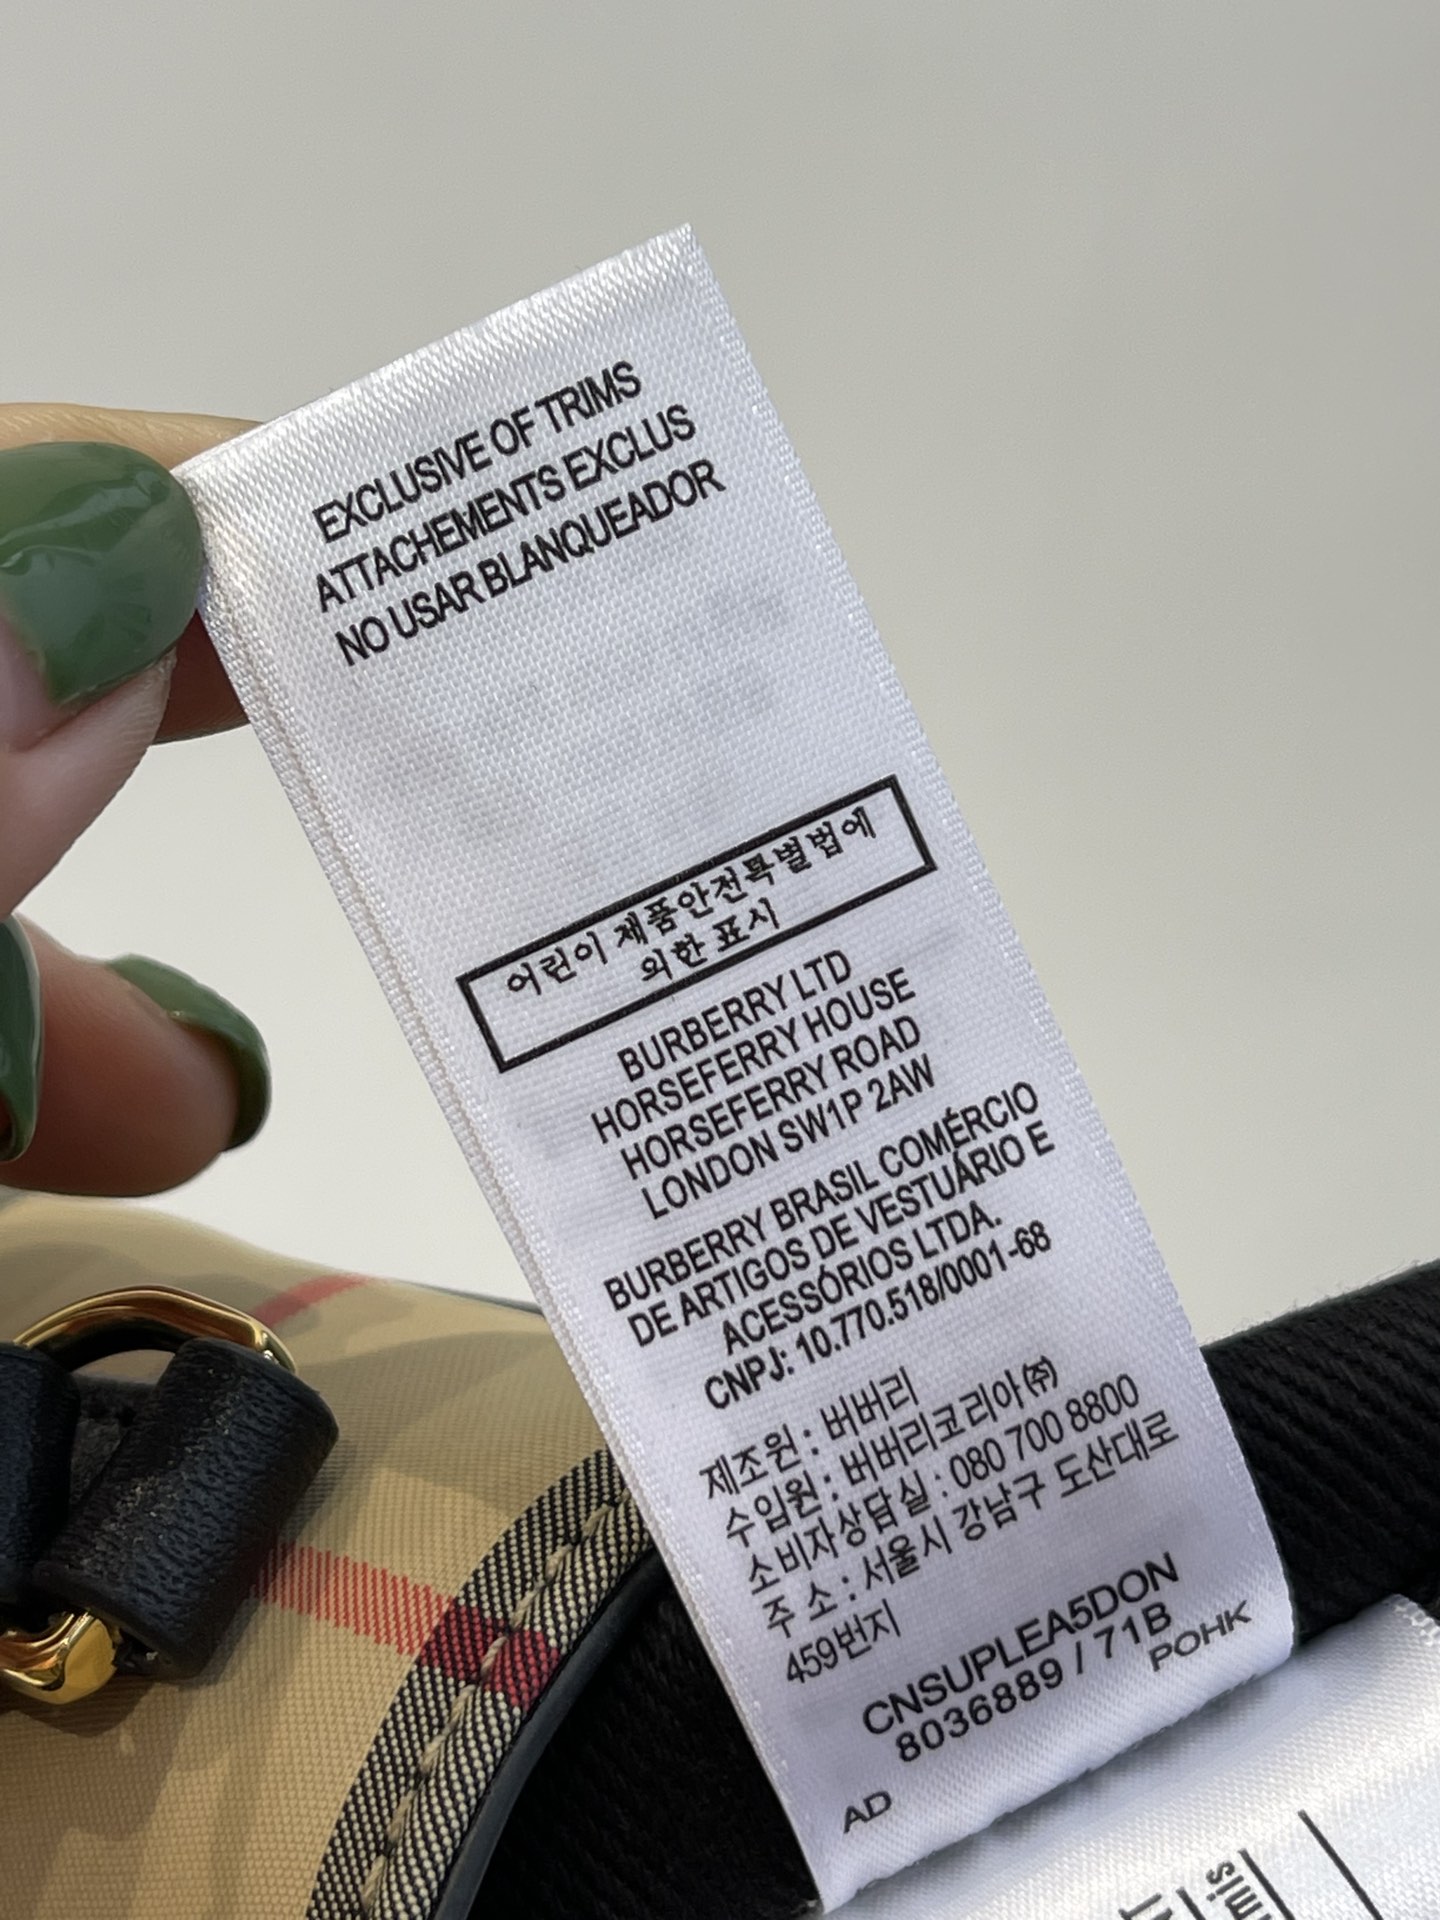 EXCLUSIVE OF TRIMS
ATTACHEMENTS EXCLUS
NO USAR BLANQUEADOR
어린이 제품안전특별법에
의한 표시
BURBERRY LTD
HORSEFERRY HOUSE
HORSEFERRY ROAD
LONDON SW1P 2AW
BURBERRY BRASIL COMÉRCIO
DE ARTIGOS DE VESTUÁRIO E
ACESSÓRIOS LTDA.
CNPJ: 10.770.518/0001-68
제조원 : 버버리
수입원 : 버버리코리아㈜
소비자상담실 : 080 700 8800
주 소 : 서울시 강남구 도산대로
459번지
CNSUPLEA5DON
8036889 / 71B
POHK
AD